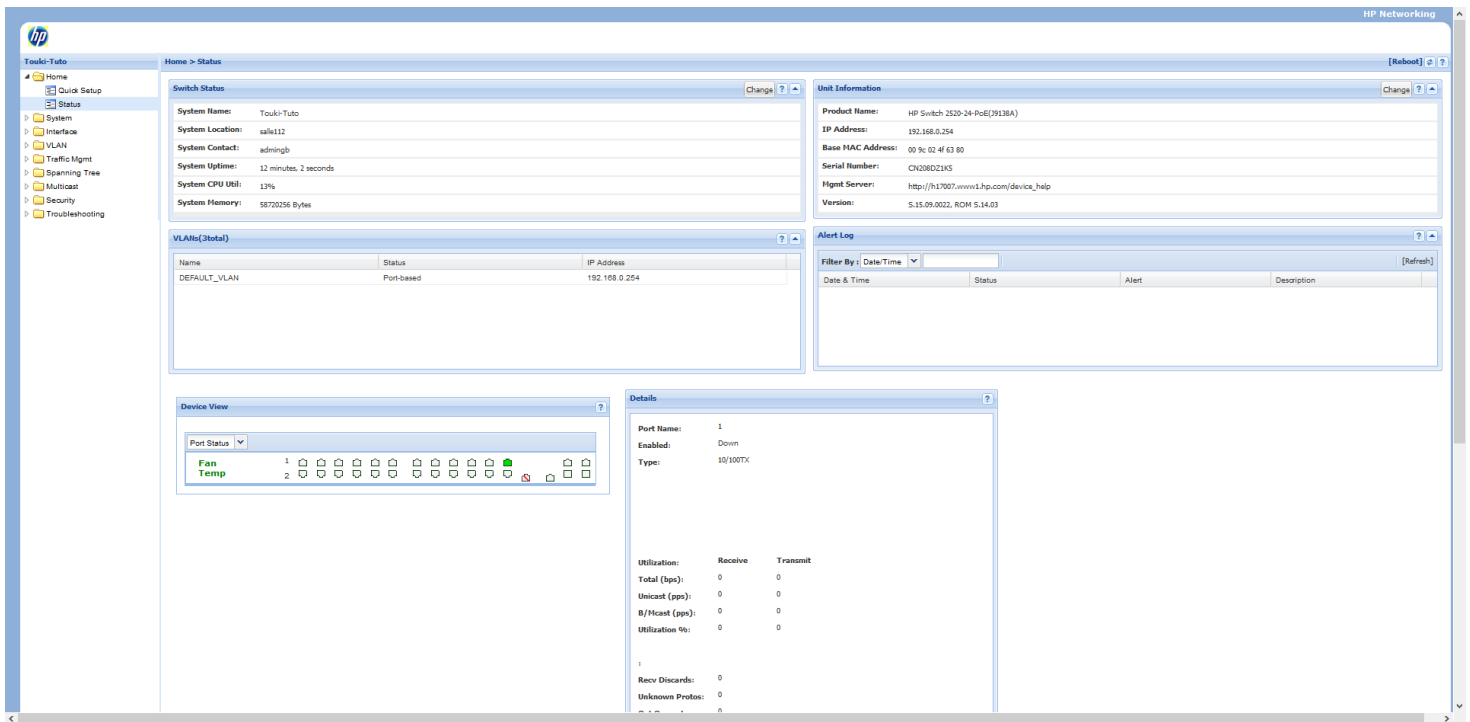 HP Networking
hp
Touki-Tuto
Home > Status
[Reboot] ?
Home
Quick Setup
Status
System
Interface
VLAN
Traffic Mgmt
Spanning Tree
Multicast
Security
Troubleshooting
Switch Status
Change ?
System Name: Touki-Tuto
System Location: salle112
System Contact: admingb
System Uptime: 12 minutes, 2 seconds
System CPU Util: 13%
System Memory: 58720256 Bytes
Unit Information
Change ?
Product Name: HP Switch 2520-24-PoE(J9138A)
IP Address: 192.168.0.254
Base MAC Address: 00 9c 02 4f 63 80
Serial Number: CN208DZ1KS
Mgmt Server: http://h17007.www1.hp.com/device_help
Version: S.15.09.0022, ROM S.14.03
VLANs(3total) ?
Name Status IP Address
DEFAULT_VLAN Port-based 192.168.0.254
Alert Log ?
Filter By : Date/Time [Refresh]
Date & Time Status Alert Description
Device View ?
Port Status
Fan 1
Temp 2
Details ?
Port Name: 1
Enabled: Down
Type: 10/100TX
Utilization: Receive Transmit
Total (bps): 0 0
Unicast (pps): 0 0
B/Mcast (pps): 0 0
Utilization %: 0 0
:
Recv Discards: 0
Unknown Protos: 0
0